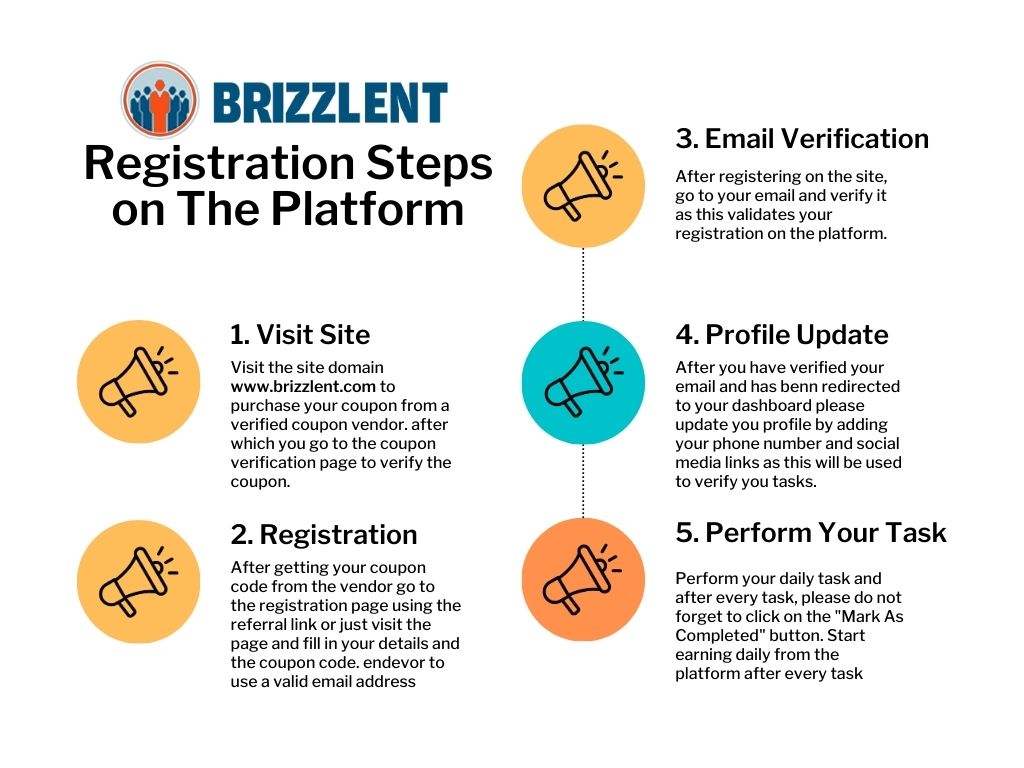 BRIZZLENT
Registration Steps
on The Platform
1. Visit Site
Visit the site domain
www.brizzlent.com to
purchase your coupon from a
verified coupon vendor. after
which you go to the coupon
verification page to verify the
coupon.
2. Registration
After getting your coupon
code from the vendor go to
the registration page using the
referral link or just visit the
page and fill in your details and
the coupon code. endevor to
use a valid email address
3. Email Verification
After registering on the site,
go to your email and verify it
as this validates your
registration on the platform.
4. Profile Update
After you have verified your
email and has benn redirected
to your dashboard please
update you profile by adding
your phone number and social
media links as this will be used
to verify you tasks.
5. Perform Your Task
Perform your daily task and
after every task, please do not
forget to click on the "Mark As
Completed" button. Start
earning daily from the
platform after every task